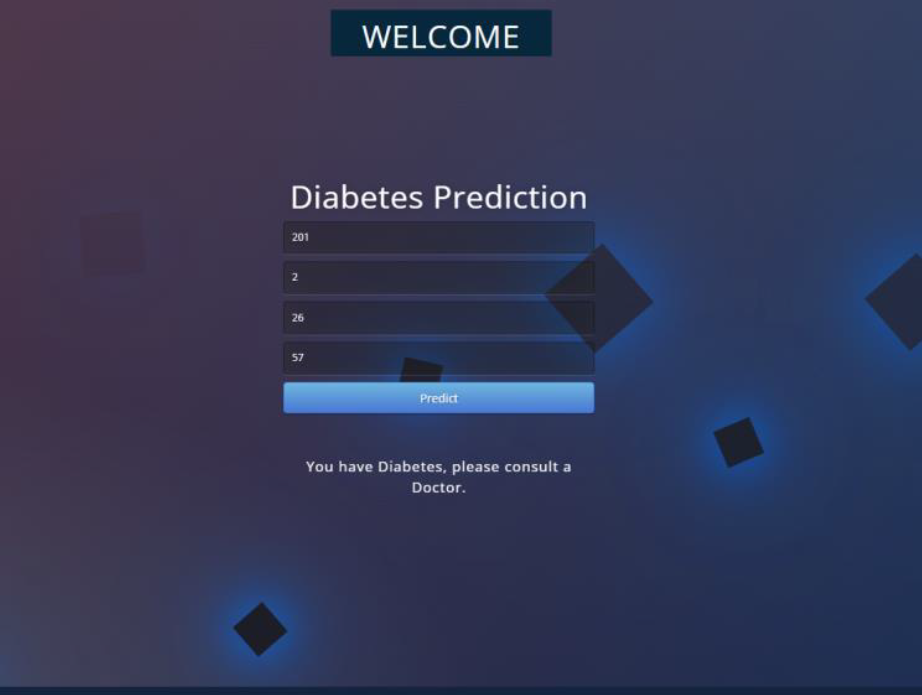 WELCOME
Diabetes Prediction
201
2
26
57
Predict
You have Diabetes, please consult a
Doctor.